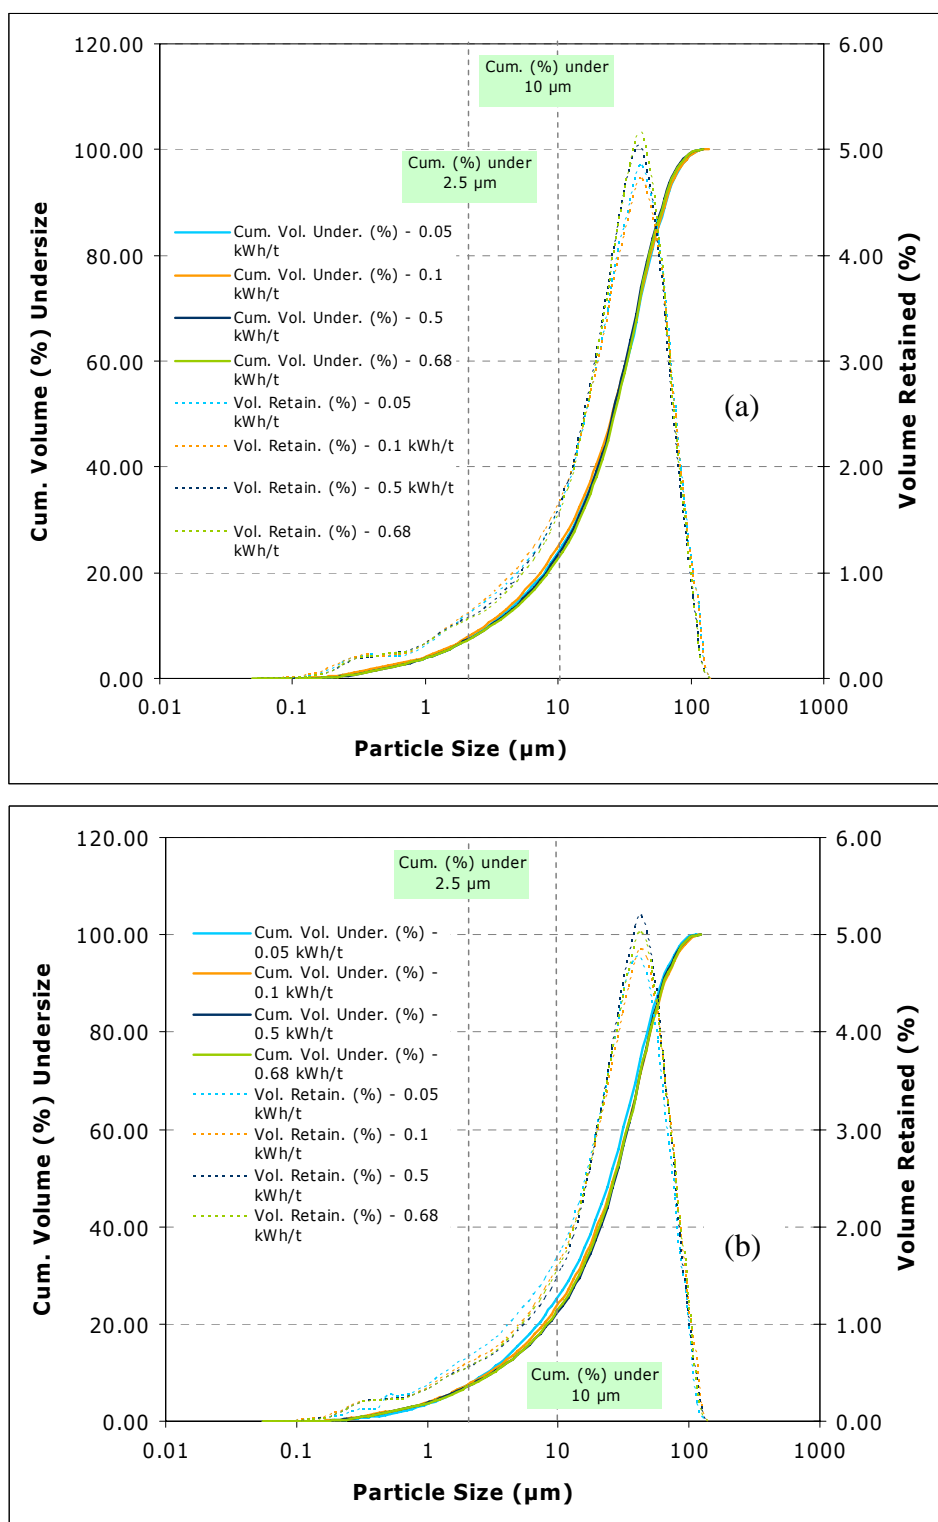 120.00
6.00
Cum. (%) under
10 µm
100.00
5.00
Cum. (%) under
2.5 µm
Cum. Vol. Under. (%) - 0.05
kWh/t
80.00
4.00
Cum. Vol. Under. (%) - 0.1
kWh/t
Cum. Vol. Under. (%) - 0.5
kWh/t
Cum. Vol. Under. (%) - 0.68
kWh/t
60.00
3.00
Vol. Retain. (%) - 0.05
kWh/t
(a)
Vol. Retain. (%) - 0.1 kWh/t
40.00
2.00
Vol. Retain. (%) - 0.5 kWh/t
Vol. Retain. (%) - 0.68
kWh/t
20.00
1.00
0.00
0.00
0.01 0.1 1 10 100 1000
Particle Size (µm)
Cum. Volume (%) Undersize
Volume Retained (%)
120.00
6.00
Cum. (%) under
2.5 µm
100.00
5.00
Cum. Vol. Under. (%) -
0.05 kWh/t
Cum. Vol. Under. (%) -
0.1 kWh/t
80.00
4.00
Cum. Vol. Under. (%) -
0.5 kWh/t
Cum. Vol. Under. (%) -
0.68 kWh/t
Vol. Retain. (%) - 0.05
kWh/t
60.00
3.00
Vol. Retain. (%) - 0.1
kWh/t
Vol. Retain. (%) - 0.5
kWh/t
Vol. Retain. (%) - 0.68
kWh/t
40.00
2.00
(b)
20.00
1.00
Cum. (%) under
10 µm
0.00
0.00
0.01 0.1 1 10 100 1000
Particle Size (µm)
Cum. Volume (%) Undersize
Volume Retained (%)